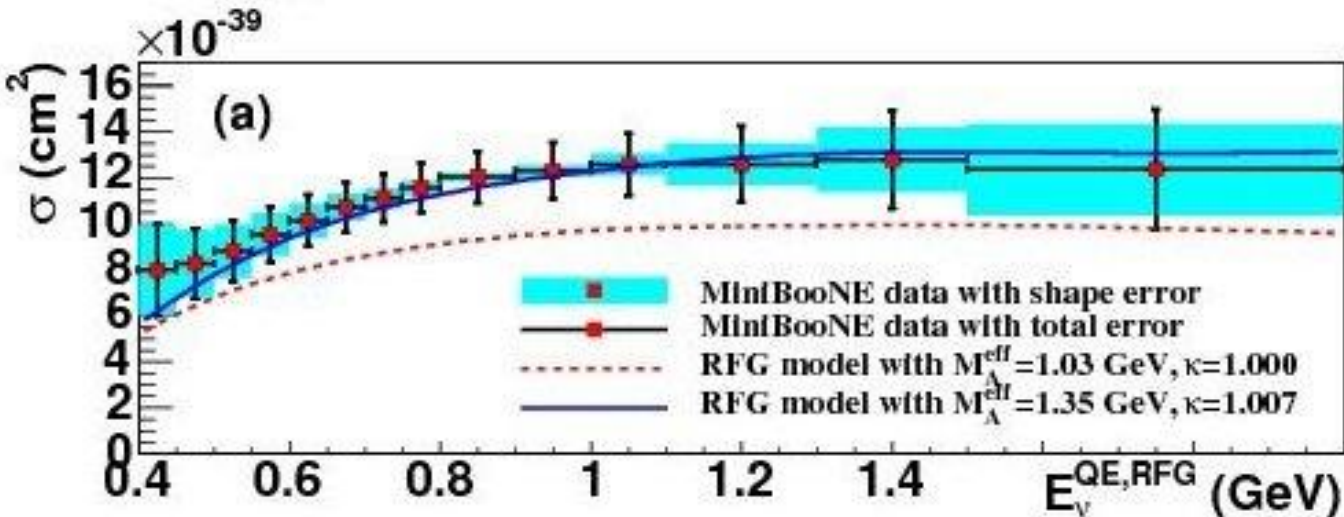 ×10⁻³⁹
σ (cm²)
(a)
16
14
12
10
8
6
4
2
0
MiniBooNE data with shape error
MiniBooNE data with total error
RFG model with M_A^eff=1.03 GeV, κ=1.000
RFG model with M_A^eff=1.35 GeV, κ=1.007
0.4 0.6 0.8 1 1.2 1.4 E_ν^QE,RFG (GeV)